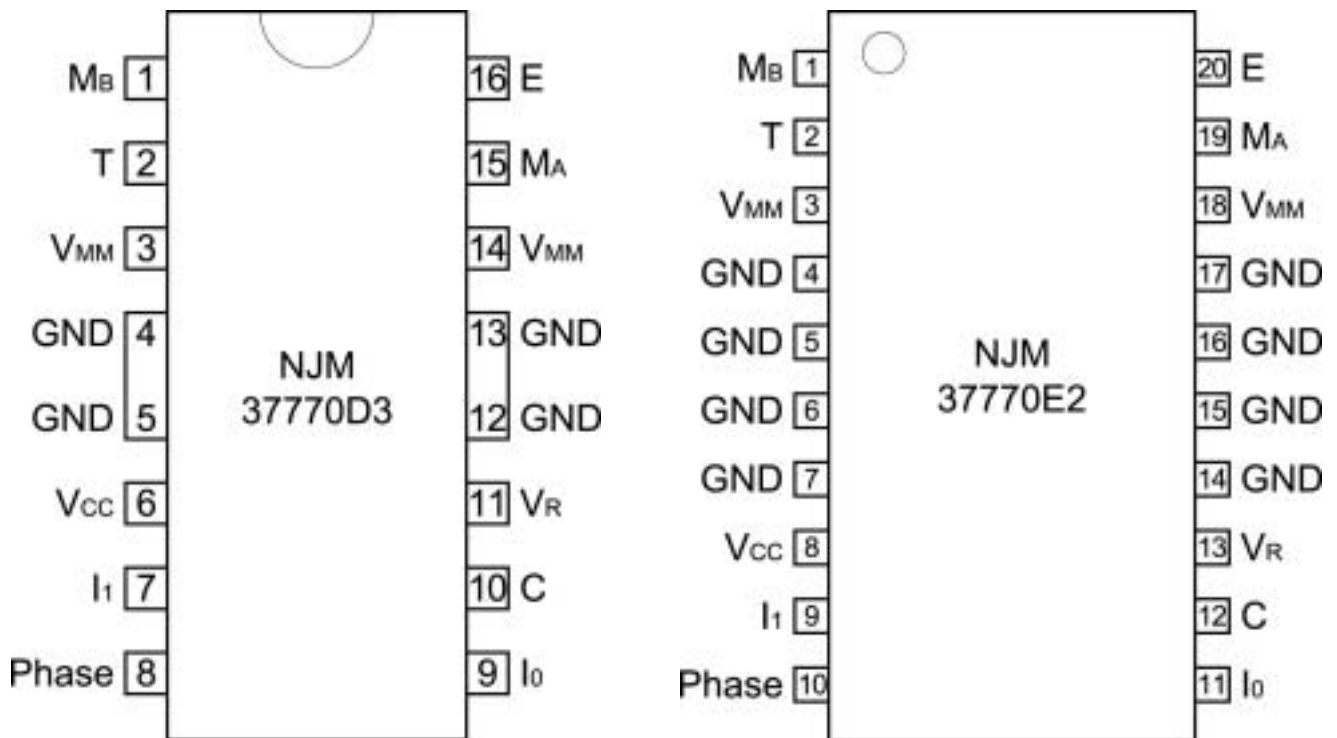 MB 1
T 2
VMM 3
GND 4
GND 5
VCC 6
I1 7
Phase 8
NJM
37770D3
16 E
15 MA
14 VMM
13 GND
12 GND
11 VR
10 C
9 I0
MB 1
T 2
VMM 3
GND 4
GND 5
GND 6
GND 7
VCC 8
I1 9
Phase 10
NJM
37770E2
20 E
19 MA
18 VMM
17 GND
16 GND
15 GND
14 GND
13 VR
12 C
11 I0